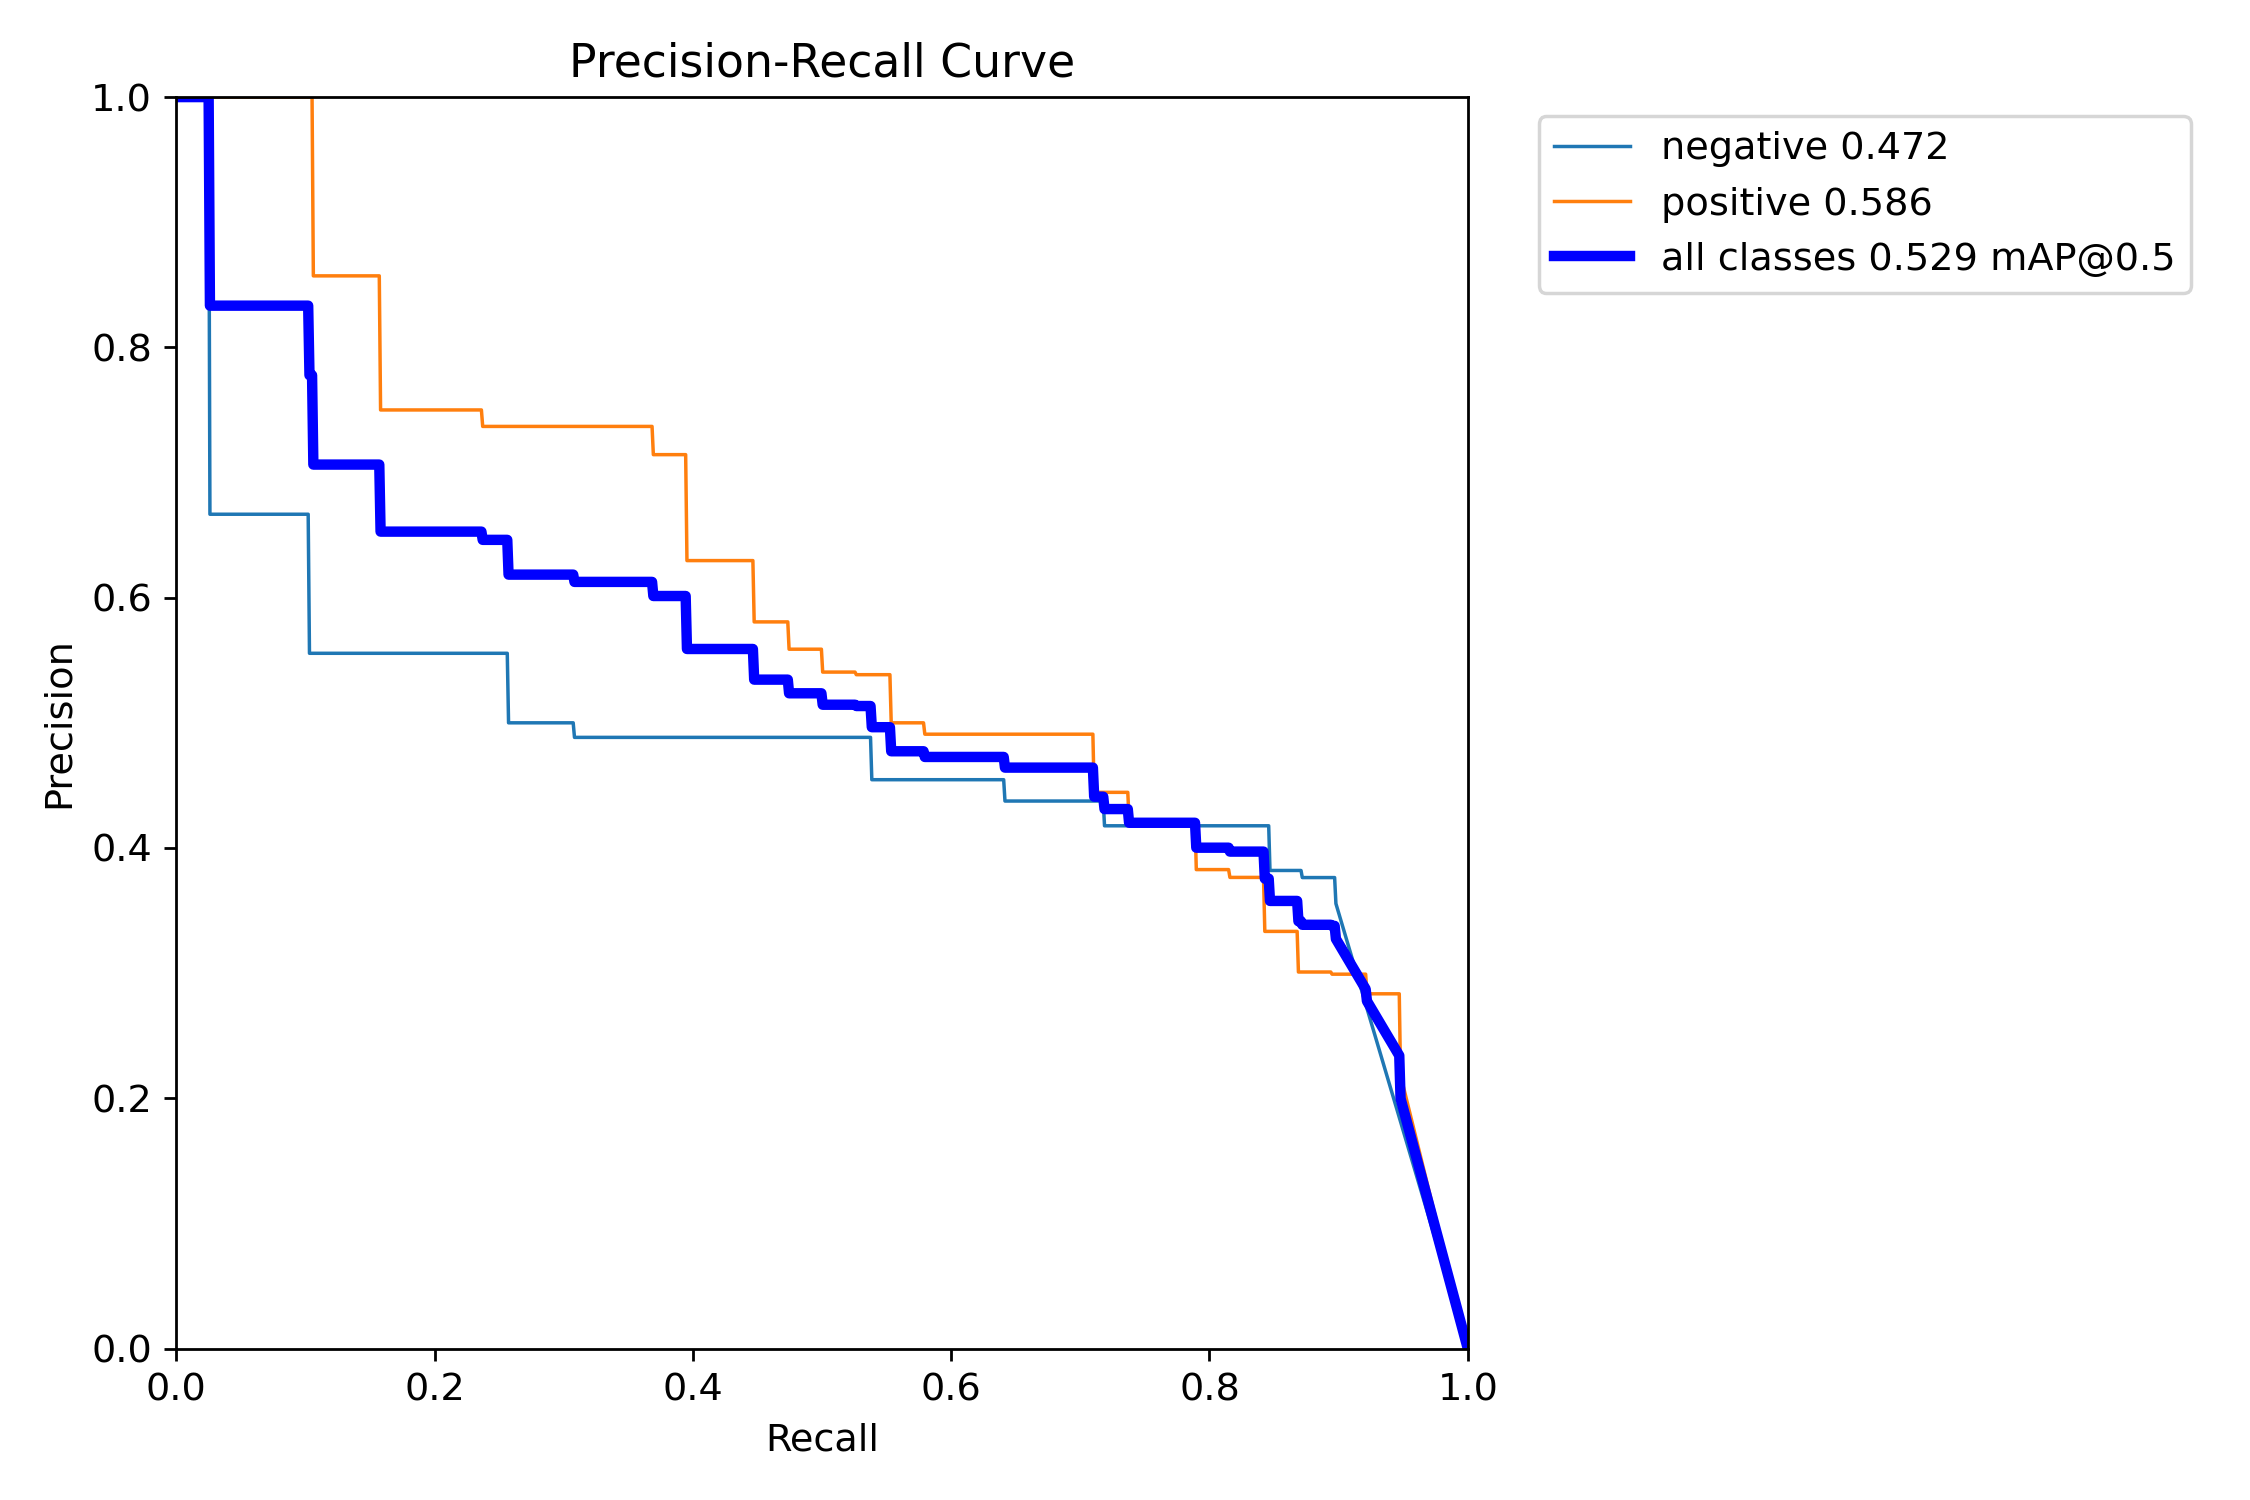 Precision-Recall Curve
1.0
0.8
0.6
0.4
0.2
0.0
Precision
0.0 0.2 0.4 0.6 0.8 1.0
Recall
negative 0.472
positive 0.586
all classes 0.529 mAP@0.5